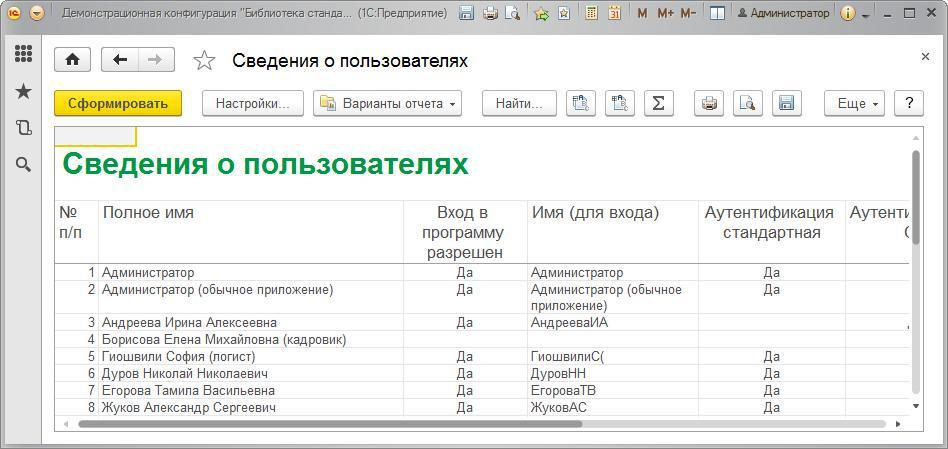 Демонстрационная конфигурация "Библиотека станда... (1С:Предприятие) M M+ M- Администратор
Сведения о пользователях
Сформировать Настройки... Варианты отчета Найти... Σ Еще ?
Сведения о пользователях
№ п/п Полное имя Вход в программу разрешен Имя (для входа) Аутентификация стандартная
1 Администратор Да Администратор Да
2 Администратор (обычное приложение) Да Администратор (обычное приложение) Да
3 Андреева Ирина Алексеевна Да АндрееваИА
4 Борисова Елена Михайловна (кадровик)
5 Гиошвили София (логист) Да ГиошвилиС( Да
6 Дуров Николай Николаевич Да ДуровНН Да
7 Егорова Тамила Васильевна Да ЕгороваТВ Да
8 Жуков Александр Сергеевич Да ЖуковАС Да